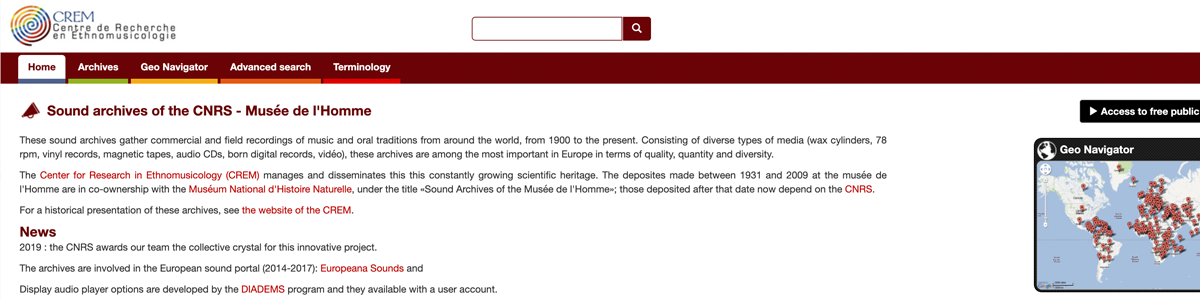 CREM
Centre de Recherche
en Ethnomusicologie
Home
Archives
Geo Navigator
Advanced search
Terminology
Sound archives of the CNRS - Musée de l'Homme
Access to free public
These sound archives gather commercial and field recordings of music and oral traditions from around the world, from 1900 to the present. Consisting of diverse types of media (wax cylinders, 78
rpm, vinyl records, magnetic tapes, audio CDs, born digital records, vidéo), these archives are among the most important in Europe in terms of quality, quantity and diversity.
Geo Navigator
The Center for Research in Ethnomusicology (CREM) manages and disseminates this this constantly growing scientific heritage. The deposites made between 1931 and 2009 at the musée de
l'Homme are in co-ownership with the Muséum National d'Histoire Naturelle, under the title «Sound Archives of the Musée de l'Homme»; those deposited after that date now depend on the CNRS.
For a historical presentation of these archives, see the website of the CREM.
News
2019 : the CNRS awards our team the collective crystal for this innovative project.
The archives are involved in the European sound portal (2014-2017): Europeana Sounds and
Display audio player options are developed by the DIADEMS program and they available with a user account.